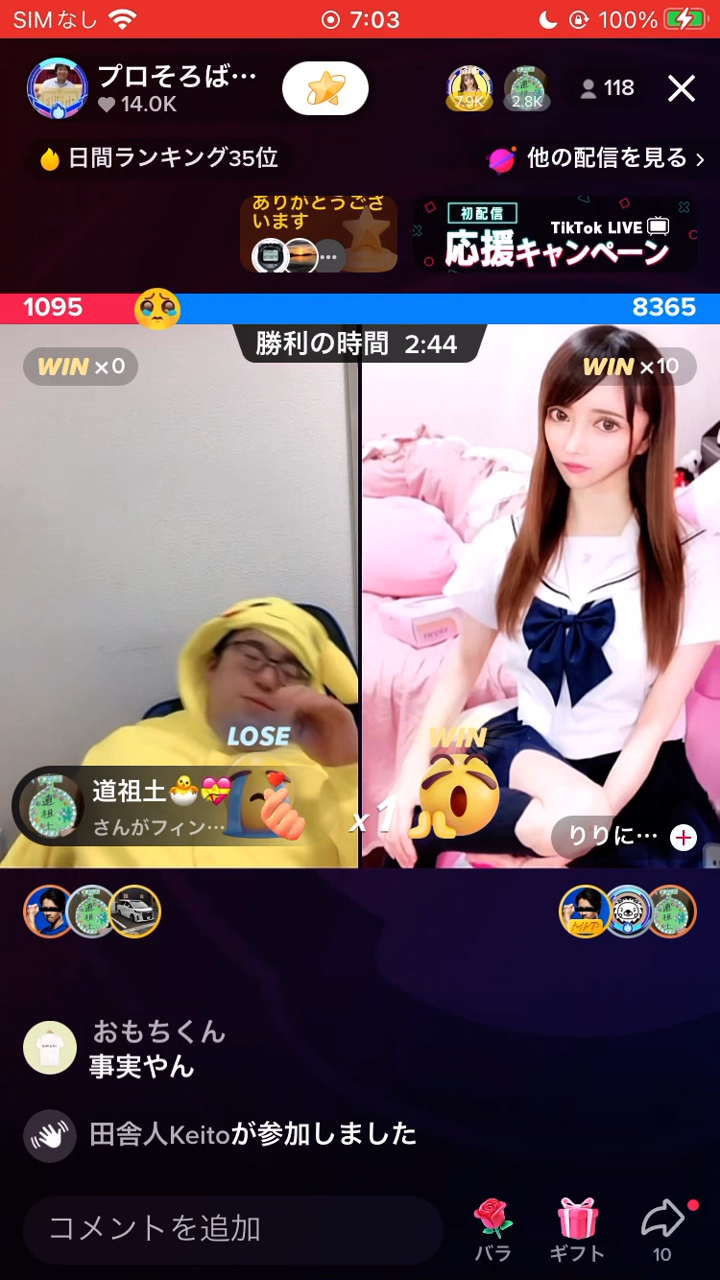 SIMなし
7:03
100%
プロそろば…
14.0K
7.9K
2.8K
118
日間ランキング35位
他の配信を見る
ありがとうござ
います
初配信
TikTok LIVE
応援キャンペーン
1095
8365
勝利の時間 2:44
WIN ×0
WIN ×10
LOSE
WIN
道祖土🐣💝
さんがフィン…
x1
りりに…
道祖土
MVP
おもちくん
事実やん
田舎人Keitoが参加しました
コメントを追加
バラ
ギフト
10